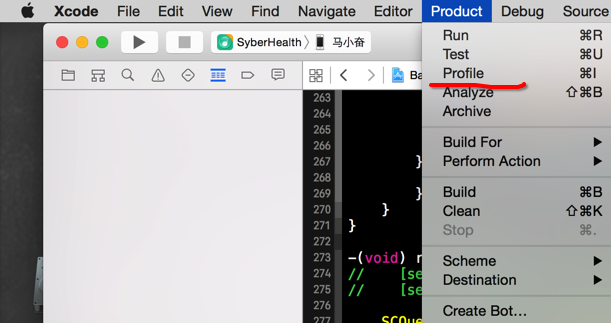 Xcode File Edit View Find Navigate Editor Product Debug Source
SyberHealth 马小奋
Run ⌘R
Test ⌘U
Profile ⌘I
Analyze ⇧⌘B
Archive
Build For
Perform Action
Build ⌘B
Clean ⇧⌘K
Stop ⌘.
Scheme
Destination
Create Bot…
Ba
263
264
265
266
267 }
268
269 }
270 }
271 }
272
273 -(void) r
274 // [se
275 // [se
276
277 SCQue